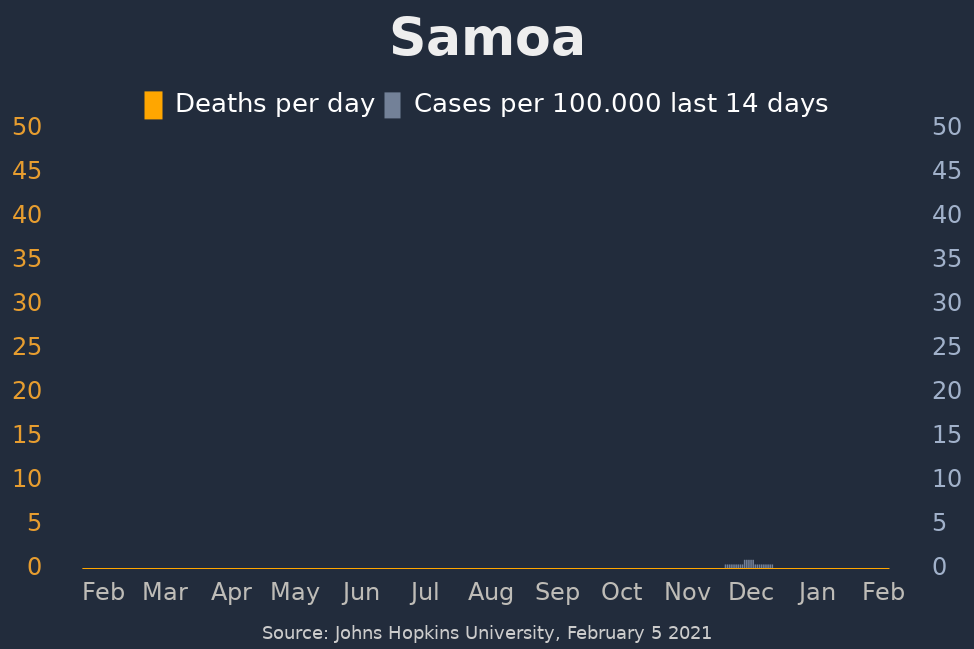 Samoa
Deaths per day Cases per 100.000 last 14 days
50 50
45 45
40 40
35 35
30 30
25 25
20 20
15 15
10 10
5 5
0 0
Feb Mar Apr May Jun Jul Aug Sep Oct Nov Dec Jan Feb
Source: Johns Hopkins University, February 5 2021